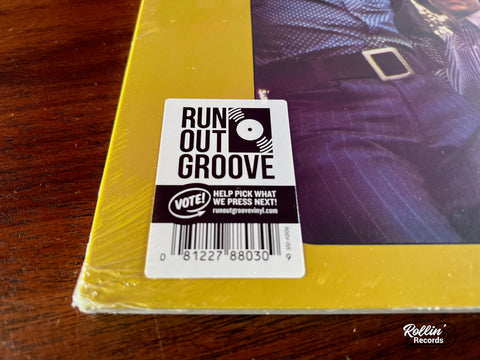 RUN
OUT
GROOVE
VOTE!
HELP PICK WHAT
WE PRESS NEXT!
runoutgroovevinyl.com
0 81227 88030 9
Rollin'
Records